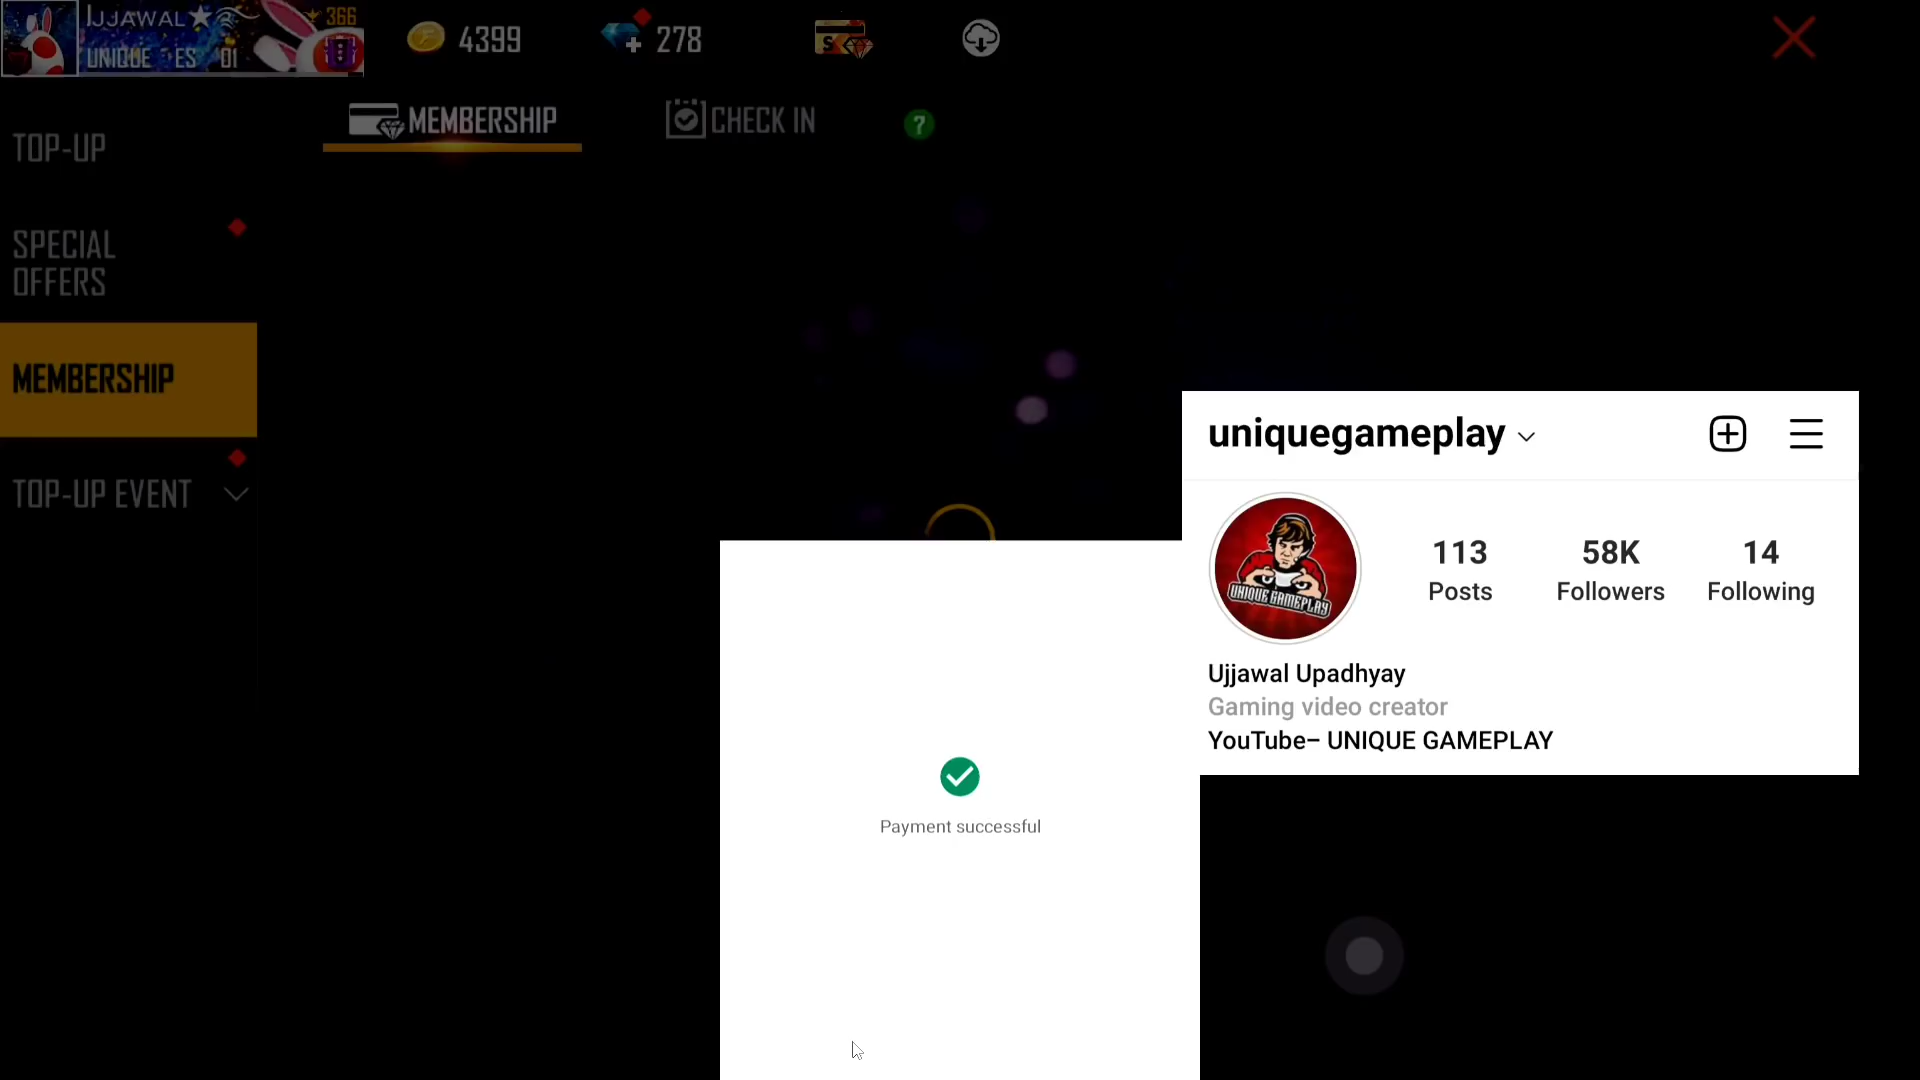 UJJAWAL★
366
UNIQUE ES 01
4399
278
MEMBERSHIP
CHECK IN
?
TOP-UP
SPECIAL
OFFERS
MEMBERSHIP
TOP-UP EVENT
uniquegameplay
UNIQUE GAMEPLAY
113
58K
14
Posts
Followers
Following
Ujjawal Upadhyay
Gaming video creator
YouTube– UNIQUE GAMEPLAY
Payment successful